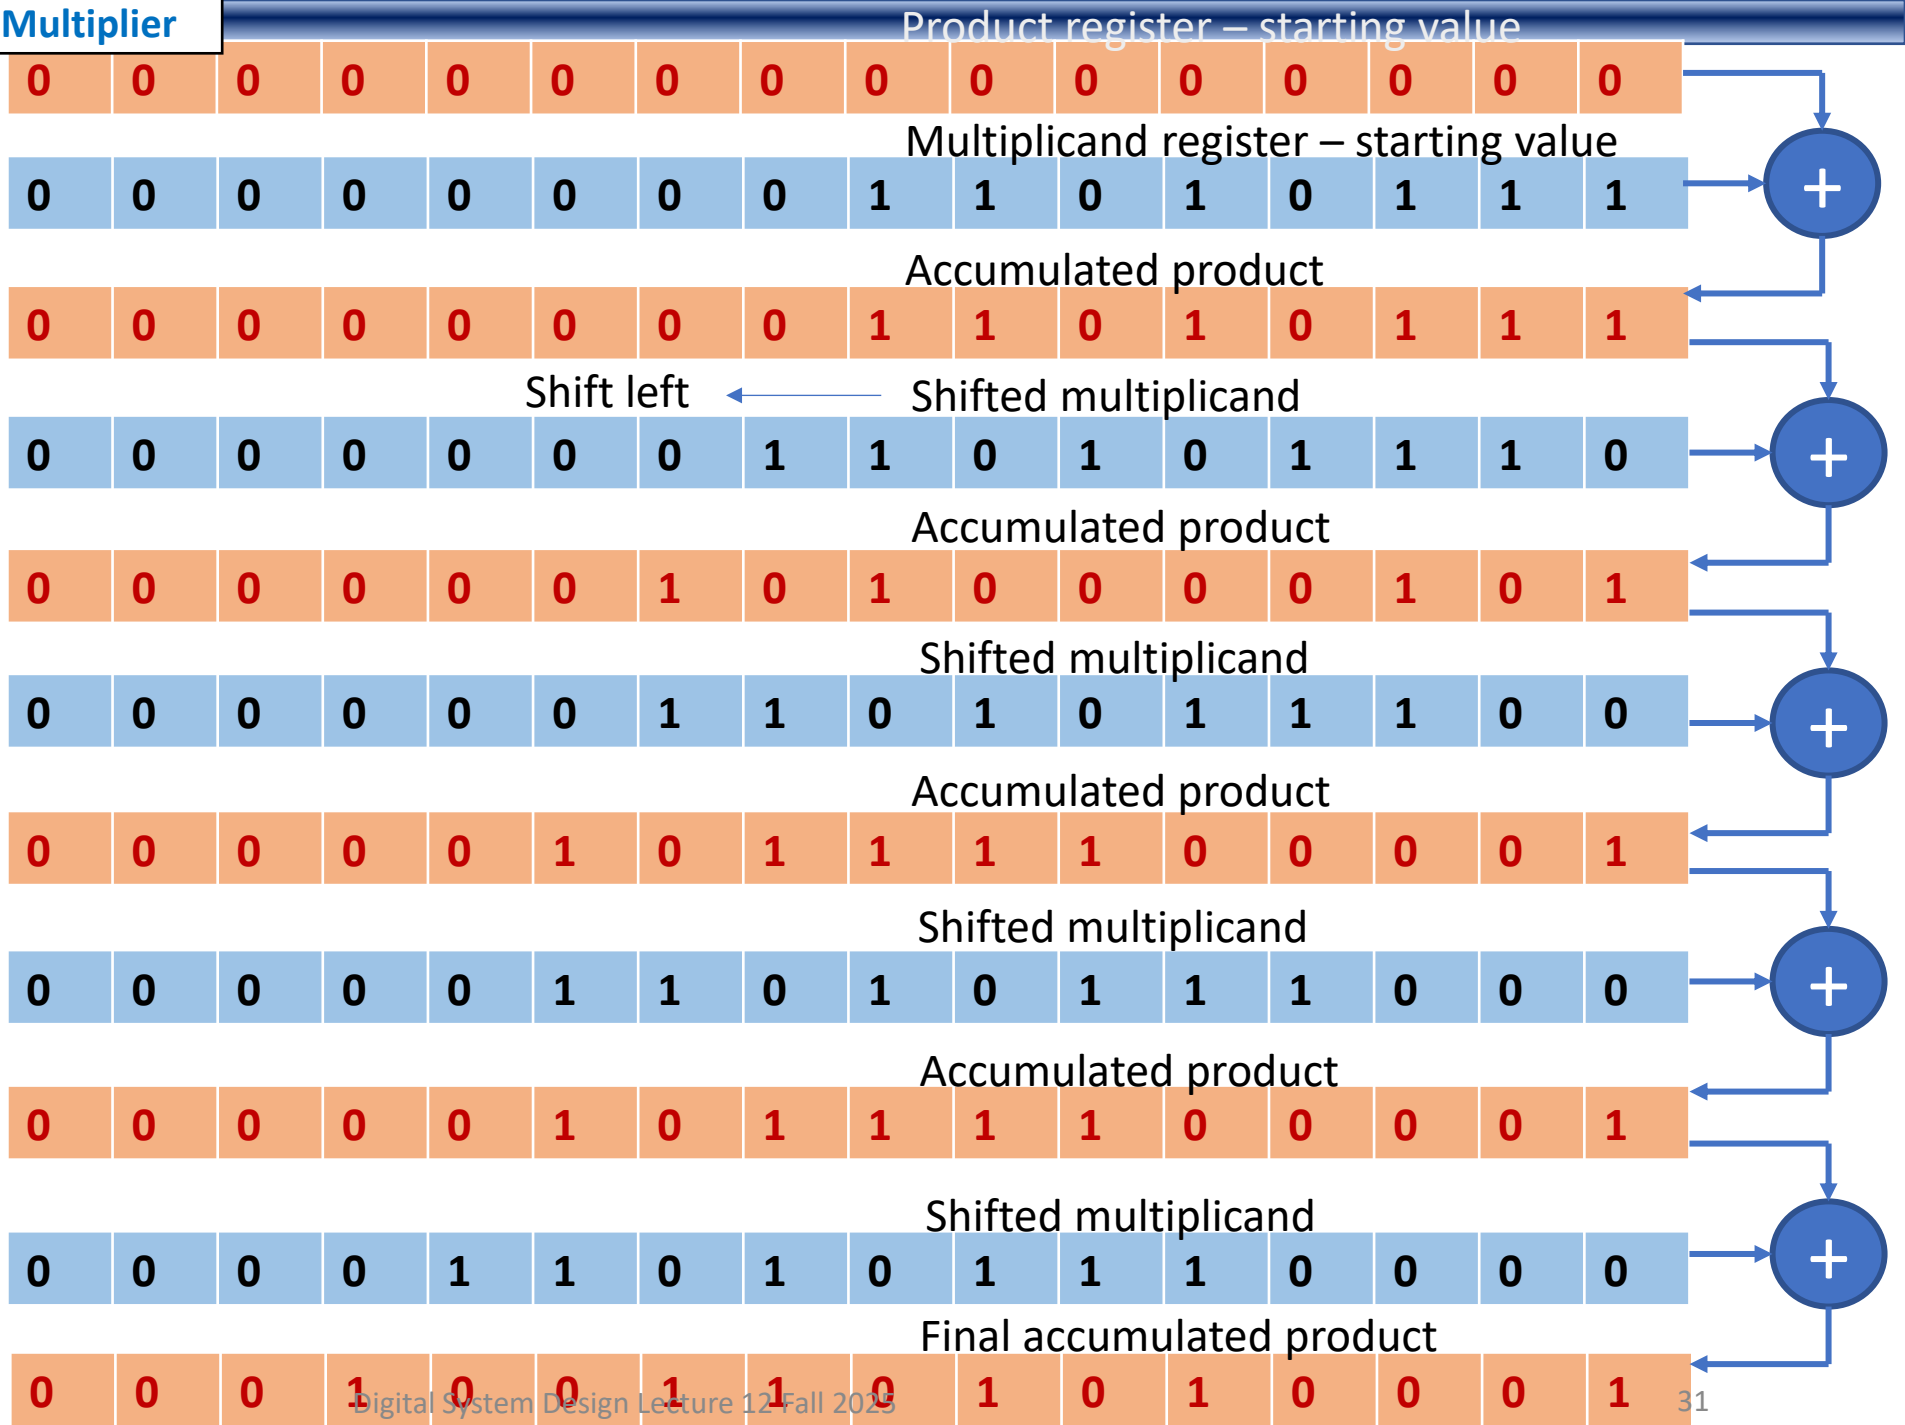 Multiplier
Product register – starting value
0 0 0 0 0 0 0 0 0 0 0 0 0 0 0 0
Multiplicand register – starting value
0 0 0 0 0 0 0 0 1 1 0 1 0 1 1 1
+
Accumulated product
0 0 0 0 0 0 0 0 1 1 0 1 0 1 1 1
Shift left Shifted multiplicand
0 0 0 0 0 0 0 1 1 0 1 0 1 1 1 0
+
Accumulated product
0 0 0 0 0 0 1 0 1 0 0 0 0 1 0 1
Shifted multiplicand
0 0 0 0 0 0 1 1 0 1 0 1 1 1 0 0
+
Accumulated product
0 0 0 0 0 1 0 1 1 1 1 0 0 0 0 1
Shifted multiplicand
0 0 0 0 0 1 1 0 1 0 1 1 1 0 0 0
+
Accumulated product
0 0 0 0 0 1 0 1 1 1 1 0 0 0 0 1
Shifted multiplicand
0 0 0 0 1 1 0 1 0 1 1 1 0 0 0 0
+
Final accumulated product
0 0 0 1 0 0 1 1 0 1 0 1 0 0 0 1
Digital System Design Lecture 12 Fall 2025
31